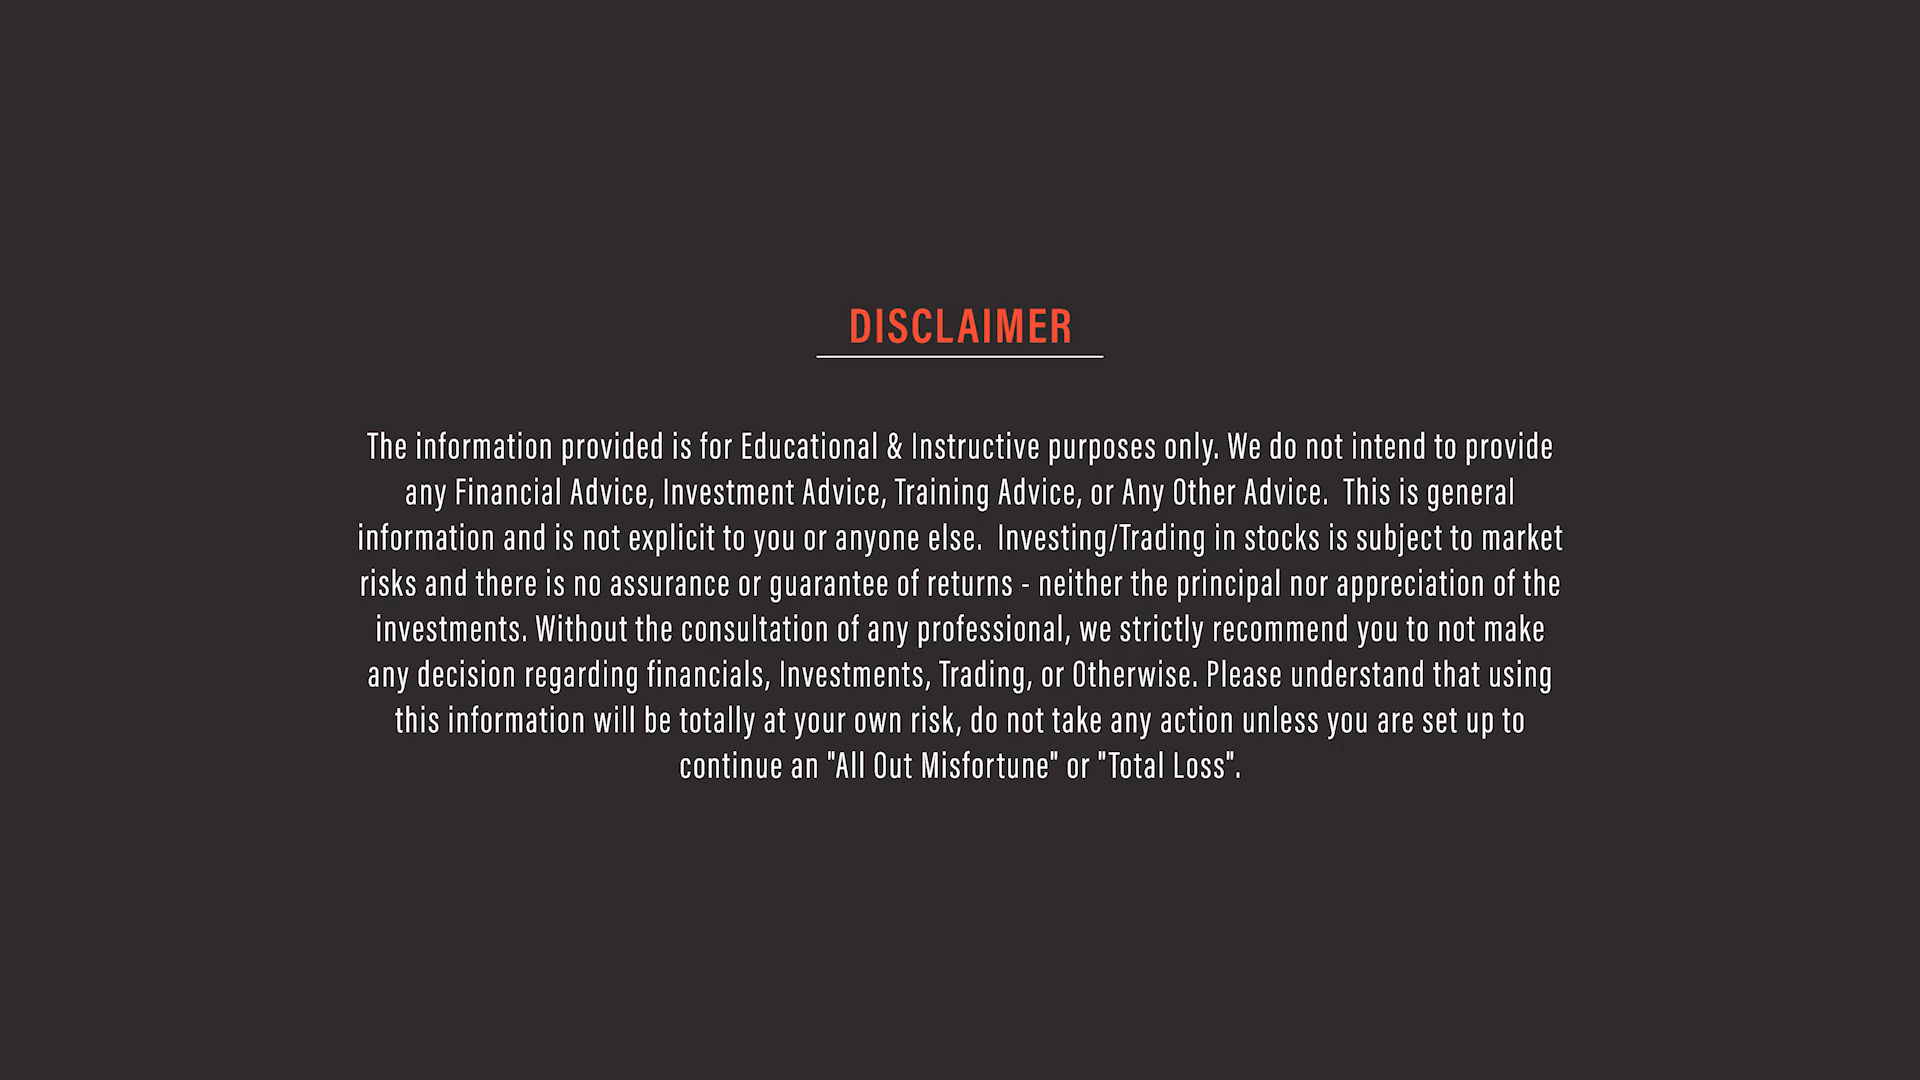 DISCLAIMER
The information provided is for Educational & Instructive purposes only. We do not intend to provide
any Financial Advice, Investment Advice, Training Advice, or Any Other Advice.  This is general
information and is not explicit to you or anyone else.  Investing/Trading in stocks is subject to market
risks and there is no assurance or guarantee of returns - neither the principal nor appreciation of the
investments. Without the consultation of any professional, we strictly recommend you to not make
any decision regarding financials, Investments, Trading, or Otherwise. Please understand that using
this information will be totally at your own risk, do not take any action unless you are set up to
continue an "All Out Misfortune" or "Total Loss".